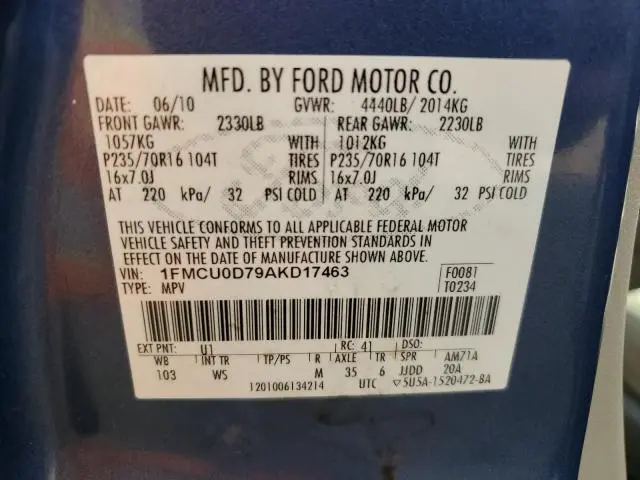 MFD. BY FORD MOTOR CO.
DATE: 06/10 GVWR: 4440LB/ 2014KG
FRONT GAWR: 2330LB REAR GAWR: 2230LB
1057KG WITH 1012KG WITH
P235/70R16 104T TIRES P235/70R16 104T TIRES
16x7.0J RIMS 16x7.0J RIMS
AT 220 kPa/ 32 PSI COLD AT 220 kPa/ 32 PSI COLD
THIS VEHICLE CONFORMS TO ALL APPLICABLE FEDERAL MOTOR
VEHICLE SAFETY AND THEFT PREVENTION STANDARDS IN
EFFECT ON THE DATE OF MANUFACTURE SHOWN ABOVE.
VIN: 1FMCU0D79AKD17463 F0081
TYPE: MPV T0234
EXT PNT: U1 RC: 41 DSO:
WB INT TR TP/PS R AXLE TR SPR AM71A
103 WS M 35 6 JJDD 20A
1201006134214 UTC ▽5U5A-1520472-BA